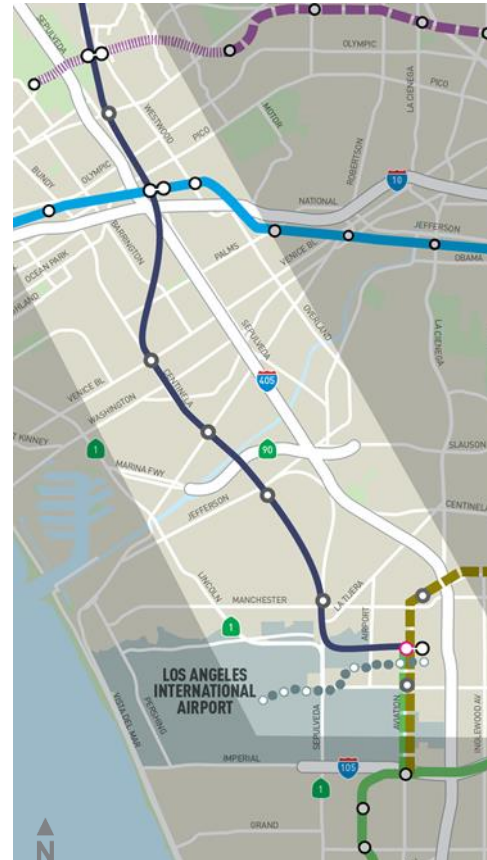 SEPULVEDA
OLYMPIC
PICO
LA CIENEGA
WESTWOOD
PICO
MOTOR
ROBERTSON
OLYMPIC
BUNDY
10
NATIONAL
JEFFERSON
OBAMA
BARRINGTON
PALMS
VENICE BL
OCEAN PARK
HLAND
OVERLAND
SEPULVEDA
LA CIENEGA
405
CENTINELA
VENICE BL
WASHINGTON
T KINNEY
1
90
SLAUSON
MARINA FWY
JEFFERSON
CENTINELA
LINCOLN
LA TIJERA
MANCHESTER
AIRPORT
1
LOS ANGELES
INTERNATIONAL
AIRPORT
PERSHING
VISTA DEL MAR
SEPULVEDA
AVIATION
INGLEWOOD AV
IMPERIAL
105
1
GRAND
N